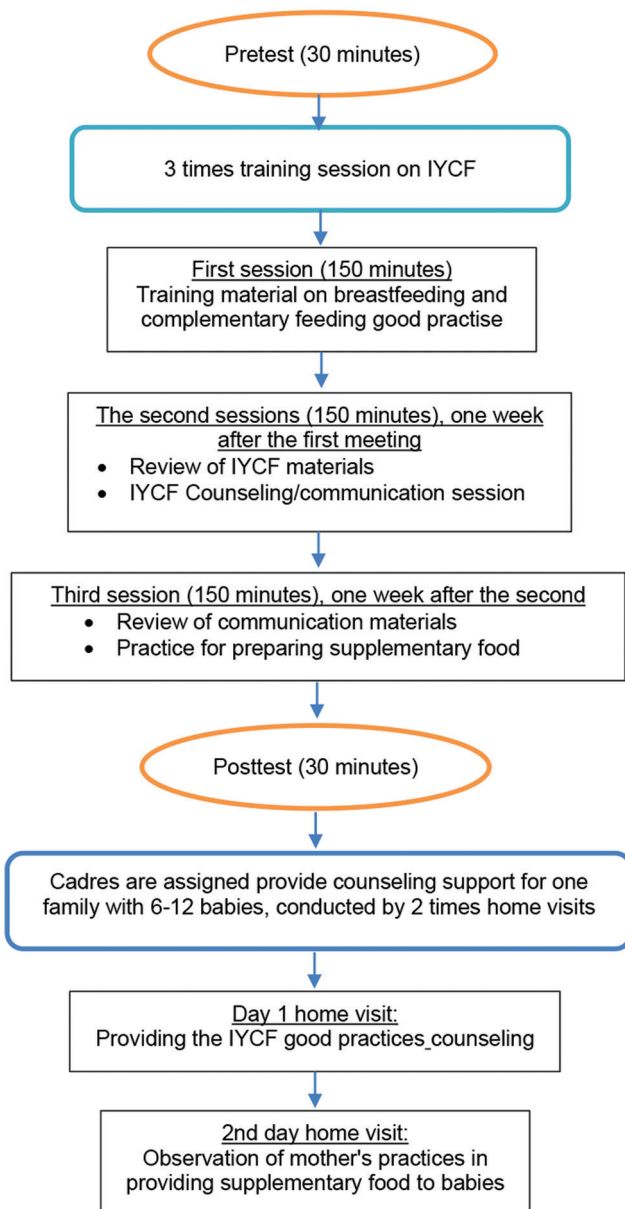 Pretest (30 minutes)
3 times training session on IYCF
First session (150 minutes)
Training material on breastfeeding and
complementary feeding good practise
The second sessions (150 minutes), one week
after the first meeting
• Review of IYCF materials
• IYCF Counseling/communication session
Third session (150 minutes), one week after the second
• Review of communication materials
• Practice for preparing supplementary food
Posttest (30 minutes)
Cadres are assigned provide counseling support for one
family with 6-12 babies, conducted by 2 times home visits
Day 1 home visit:
Providing the IYCF good practices counseling
2nd day home visit:
Observation of mother's practices in
providing supplementary food to babies